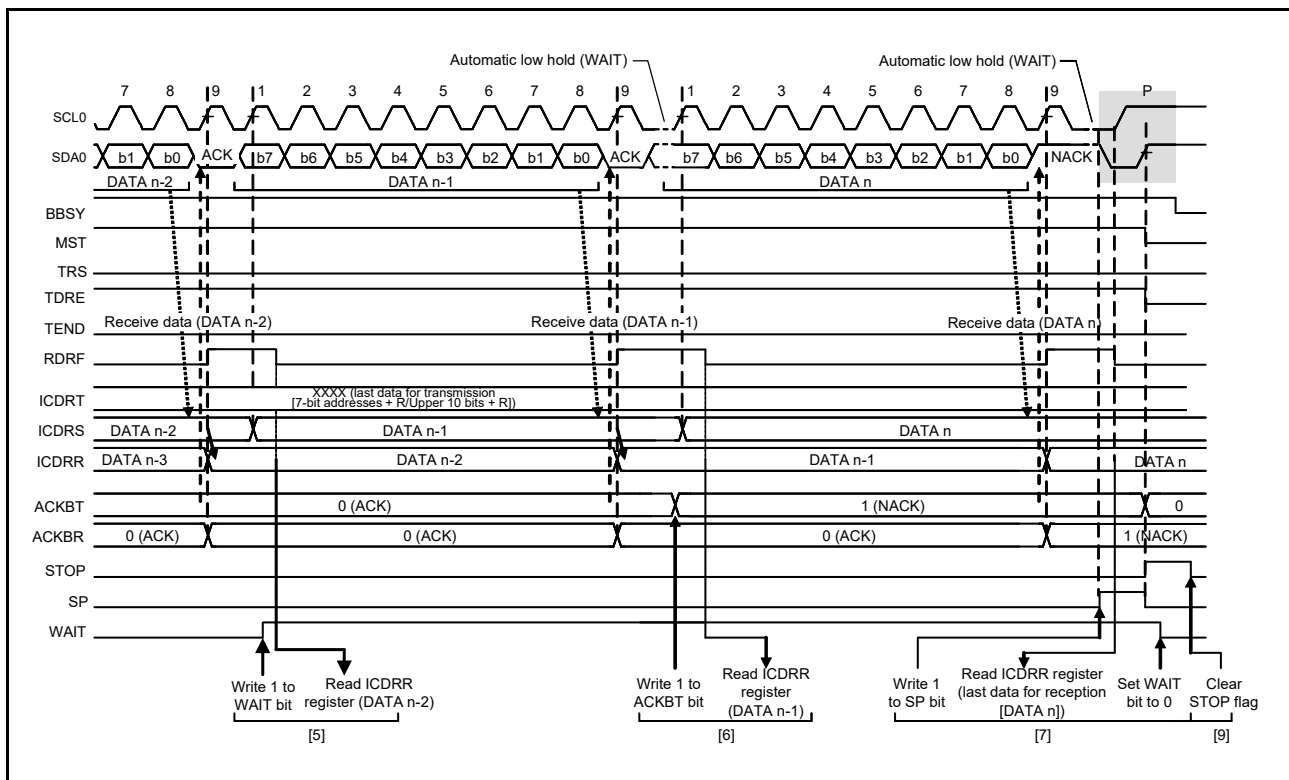 Automatic low hold (WAIT) Automatic low hold (WAIT)
7 8 9 1 2 3 4 5 6 7 8 9 1 2 3 4 5 6 7 8 9 P
SCL0
SDA0 b1 b0 ACK b7 b6 b5 b4 b3 b2 b1 b0 ACK b7 b6 b5 b4 b3 b2 b1 b0 NACK
DATA n-2 DATA n-1 DATA n
BBSY
MST
TRS
TDRE
Receive data (DATA n-2) Receive data (DATA n-1) Receive data (DATA n)
TEND
RDRF
XXXX (last data for transmission
ICDRT
[7-bit addresses + R/Upper 10 bits + R])
ICDRS DATA n-2 DATA n-1 DATA n
ICDRR DATA n-3 DATA n-2 DATA n-1 DATA n
ACKBT 0 (ACK) 1 (NACK) 0
ACKBR 0 (ACK) 0 (ACK) 0 (ACK) 1 (NACK)
STOP
SP
WAIT
Write 1 to
WAIT bit
Read ICDRR
register (DATA n-2)
[5]
Write 1 to
ACKBT bit
Read ICDRR
register
(DATA n-1)
[6]
Write 1
to SP bit
Read ICDRR register
(last data for reception
[DATA n])
Set WAIT
bit to 0
[7]
Clear
STOP flag
[9]